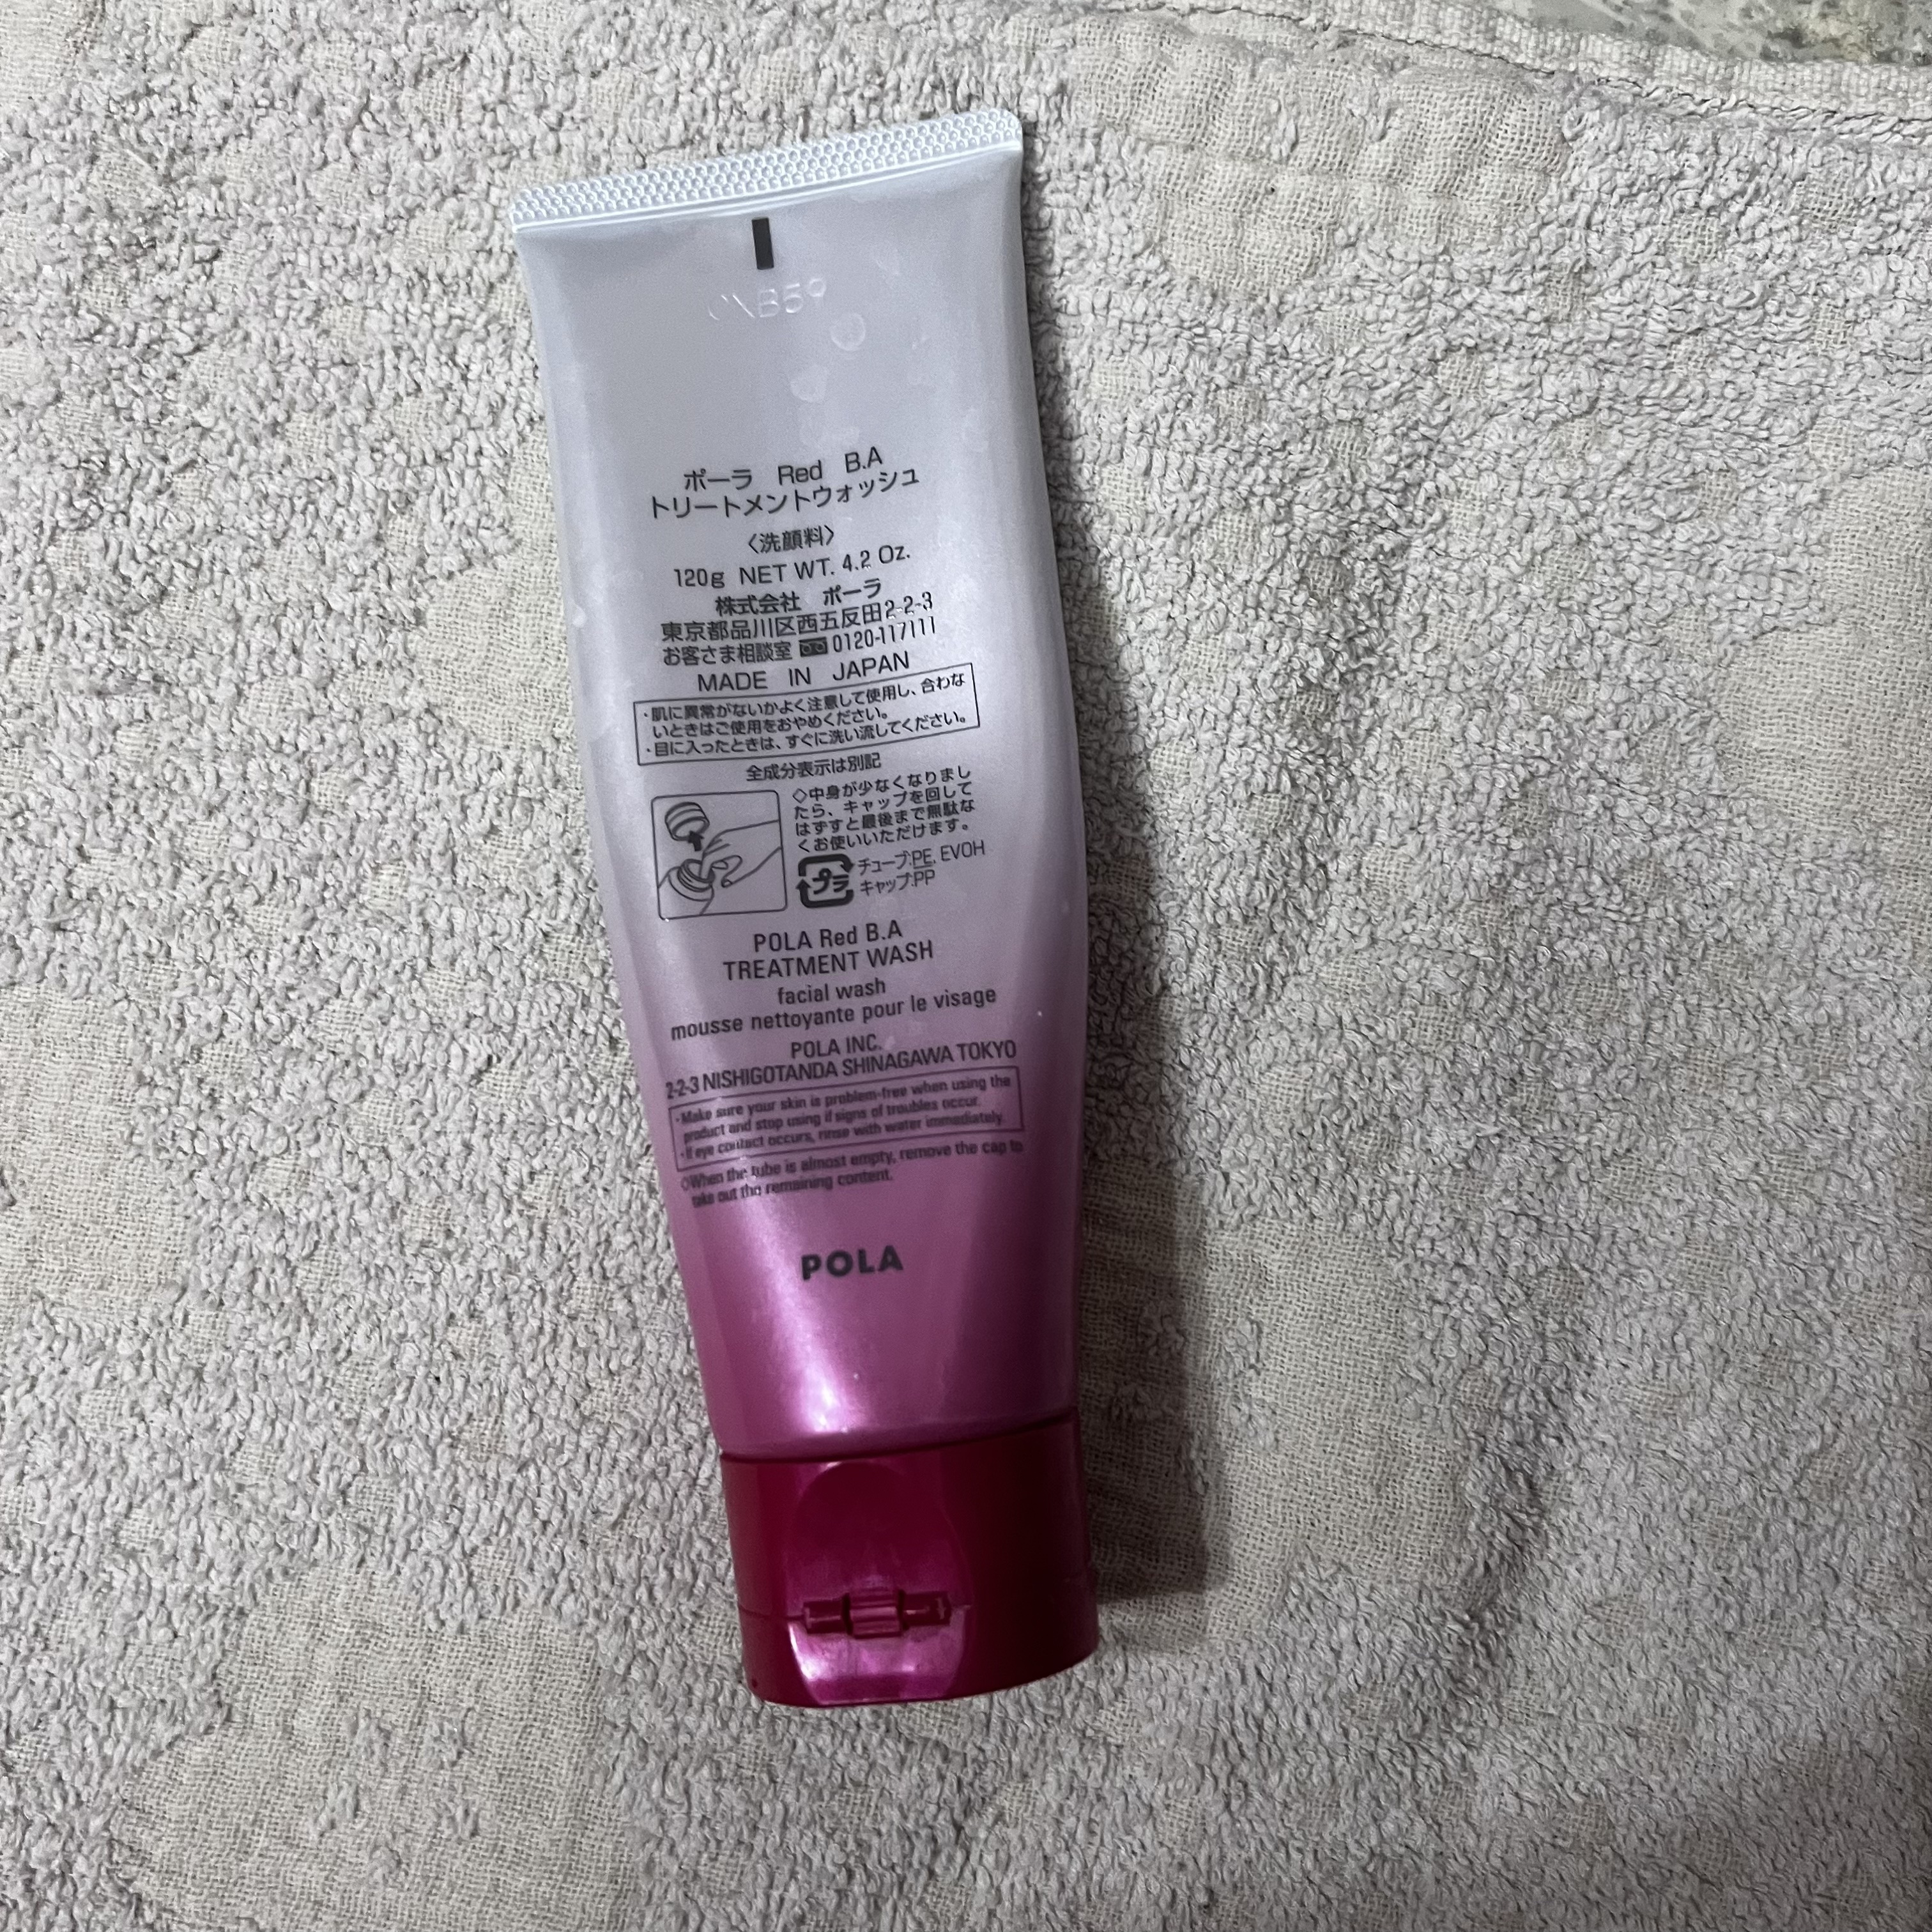 ポーラ Red B.A
トリートメントウォッシュ
〈洗顔料〉
120g NET WT. 4.2 Oz.
株式会社 ポーラ
東京都品川区西五反田2-2-3
お客さま相談室 0120-117111
MADE IN JAPAN
・肌に異常がないかよく注意して使用し、合わな
いときはご使用をおやめください。
・目に入ったときは、すぐに洗い流してください。
全成分表示は別記
◇中身が少なくなりまし
たら、キャップを回して
はずすと最後まで無駄な
くお使いいただけます。
プラ
チューブ:PE, EVOH
キャップ:PP
POLA Red B.A
TREATMENT WASH
facial wash
mousse nettoyante pour le visage
POLA INC.
2-2-3 NISHIGOTANDA SHINAGAWA TOKYO
・Make sure your skin is problem-free when using the
product and stop using if signs of troubles occur.
・If eye contact occurs, rinse with water immediately.
◇When the tube is almost empty, remove the cap to
take out the remaining content.
POLA